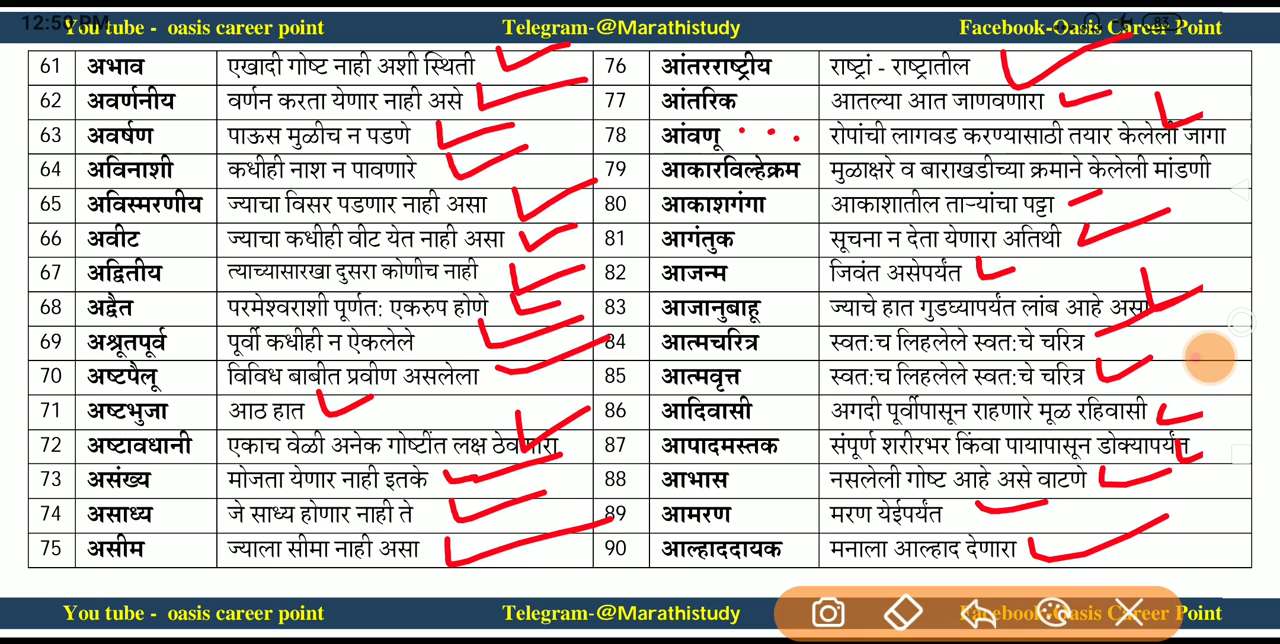 12:50 PM
83
You tube - oasis career point Telegram-@Marathistudy Facebook-Oasis Career Point
61 अभाव एखादी गोष्ट नाही अशी स्थिती 76 आंतरराष्ट्रीय राष्ट्रां - राष्ट्रातील
62 अवर्णनीय वर्णन करता येणार नाही असे 77 आंतरिक आतल्या आत जाणवणारा
63 अवर्षण पाऊस मुळीच न पडणे 78 आंवणू रोपांची लागवड करण्यासाठी तयार केलेली जागा
64 अविनाशी कधीही नाश न पावणारे 79 आकारविल्हेक्रम मुळाक्षरे व बाराखडीच्या क्रमाने केलेली मांडणी
65 अविस्मरणीय ज्याचा विसर पडणार नाही असा 80 आकाशगंगा आकाशातील ताऱ्यांचा पट्टा
66 अवीट ज्याचा कधीही वीट येत नाही असा 81 आगंतुक सूचना न देता येणारा अतिथी
67 अद्वितीय त्याच्यासारखा दुसरा कोणीच नाही 82 आजन्म जिवंत असेपर्यंत
68 अद्वैत परमेश्वराशी पूर्णत: एकरुप होणे 83 आजानुबाहू ज्याचे हात गुडघ्यापर्यंत लांब आहे असा
69 अश्रूतपूर्व पूर्वी कधीही न ऐकलेले 84 आत्मचरित्र स्वत:च लिहलेले स्वत:चे चरित्र
70 अष्टपैलू विविध बाबीत प्रवीण असलेला 85 आत्मवृत्त स्वत:च लिहलेले स्वत:चे चरित्र
71 अष्टभुजा आठ हात 86 आदिवासी अगदी पूर्वीपासून राहणारे मूळ रहिवासी
72 अष्टावधानी एकाच वेळी अनेक गोष्टींत लक्ष ठेवणारा 87 आपादमस्तक संपूर्ण शरीरभर किंवा पायापासून डोक्यापर्यंत
73 असंख्य मोजता येणार नाही इतके 88 आभास नसलेली गोष्ट आहे असे वाटणे
74 असाध्य जे साध्य होणार नाही ते 89 आमरण मरण येईपर्यंत
75 असीम ज्याला सीमा नाही असा 90 आल्हाददायक मनाला आल्हाद देणारा
You tube - oasis career point Telegram-@Marathistudy Facebook-Oasis Career Point